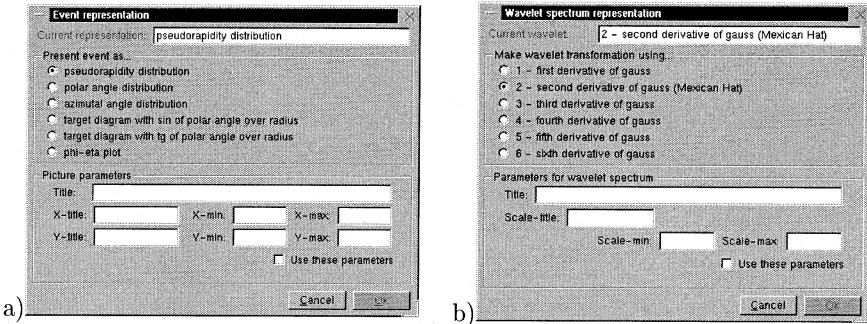 Event representation
Current representation: pseudorapidity distribution
Present event as...
pseudorapidity distribution
polar angle distribution
azimutal angle distribution
target diagram with sin of polar angle over radius
target diagram with tg of polar angle over radius
phi-eta plot
Picture parameters
Title:
X-title: X-min: X-max:
Y-title: Y-min: Y-max:
Use these parameters
Cancel Ok
a)
Wavelet spectrum representation
Current wavelet: 2 - second derivative of gauss (Mexican Hat)
Make wavelet transformation using...
1 - first derivative of gauss
2 - second derivative of gauss (Mexican Hat)
3 - third derivative of gauss
4 - fourth derivative of gauss
5 - fifth derivative of gauss
6 - sixth derivative of gauss
Parameters for wavelet spectrum
Title:
Scale-title:
Scale-min: Scale-max:
Use these parameters
Cancel Ok
b)